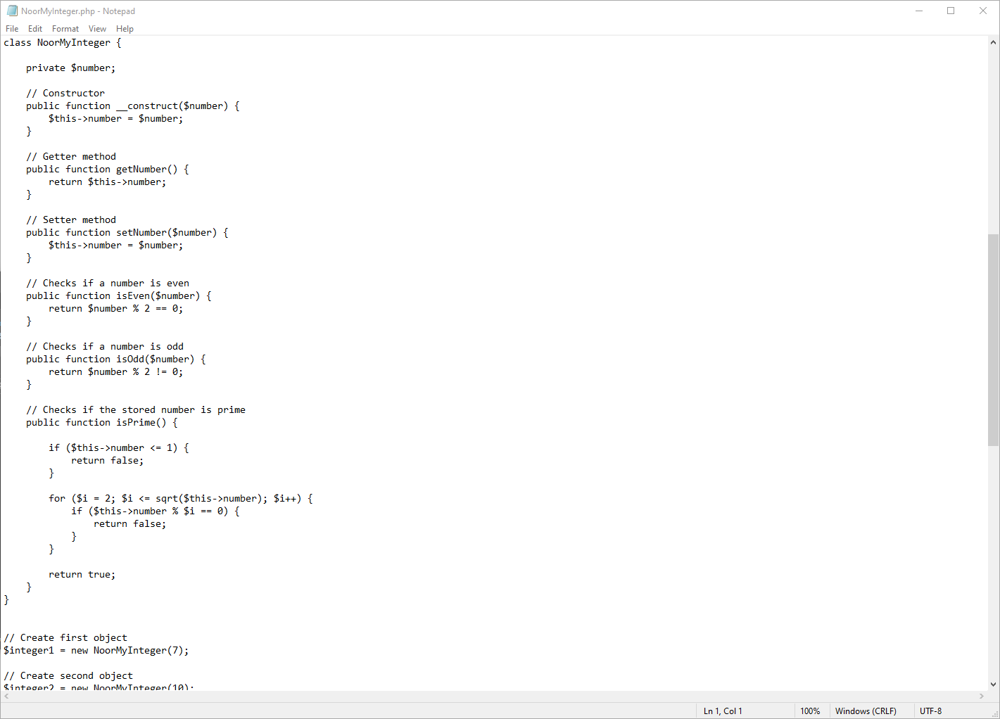 NoorMyInteger.php - Notepad
File Edit Format View Help
class NoorMyInteger {
    private $number;
    // Constructor
    public function __construct($number) {
        $this->number = $number;
    }
    // Getter method
    public function getNumber() {
        return $this->number;
    }
    // Setter method
    public function setNumber($number) {
        $this->number = $number;
    }
    // Checks if a number is even
    public function isEven($number) {
        return $number % 2 == 0;
    }
    // Checks if a number is odd
    public function isOdd($number) {
        return $number % 2 != 0;
    }
    // Checks if the stored number is prime
    public function isPrime() {
        if ($this->number <= 1) {
            return false;
        }
        for ($i = 2; $i <= sqrt($this->number); $i++) {
            if ($this->number % $i == 0) {
                return false;
            }
        }
        return true;
    }
}
// Create first object
$integer1 = new NoorMyInteger(7);
// Create second object
$integer2 = new NoorMyInteger(10);
Ln 1, Col 1 100% Windows (CRLF) UTF-8